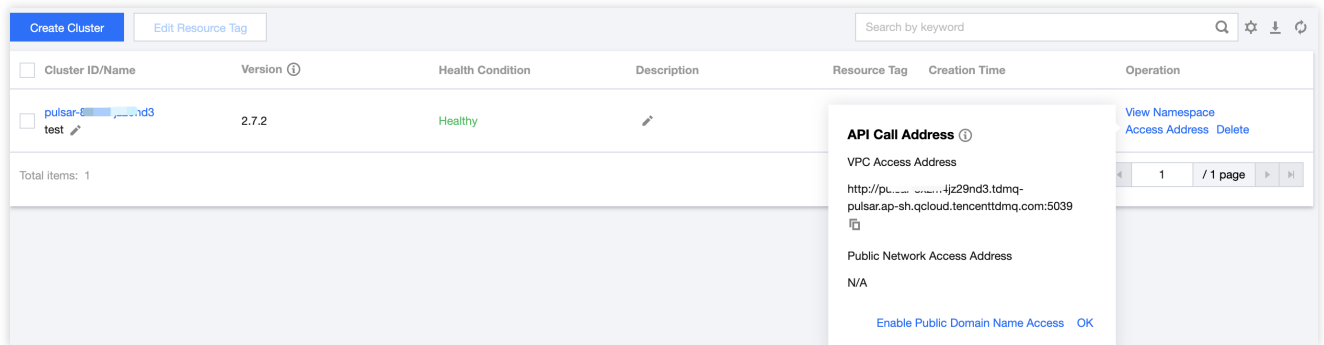 Create Cluster
Edit Resource Tag
Search by keyword
Cluster ID/Name
Version
Health Condition
Description
Resource Tag
Creation Time
Operation
test
2.7.2
Healthy
View Namespace
Access Address Delete
Total items: 1
1
/ 1 page
API Call Address
VPC Access Address
pulsar.ap-sh.qcloud.tencenttdmq.com:5039
Public Network Access Address
N/A
Enable Public Domain Name Access OK